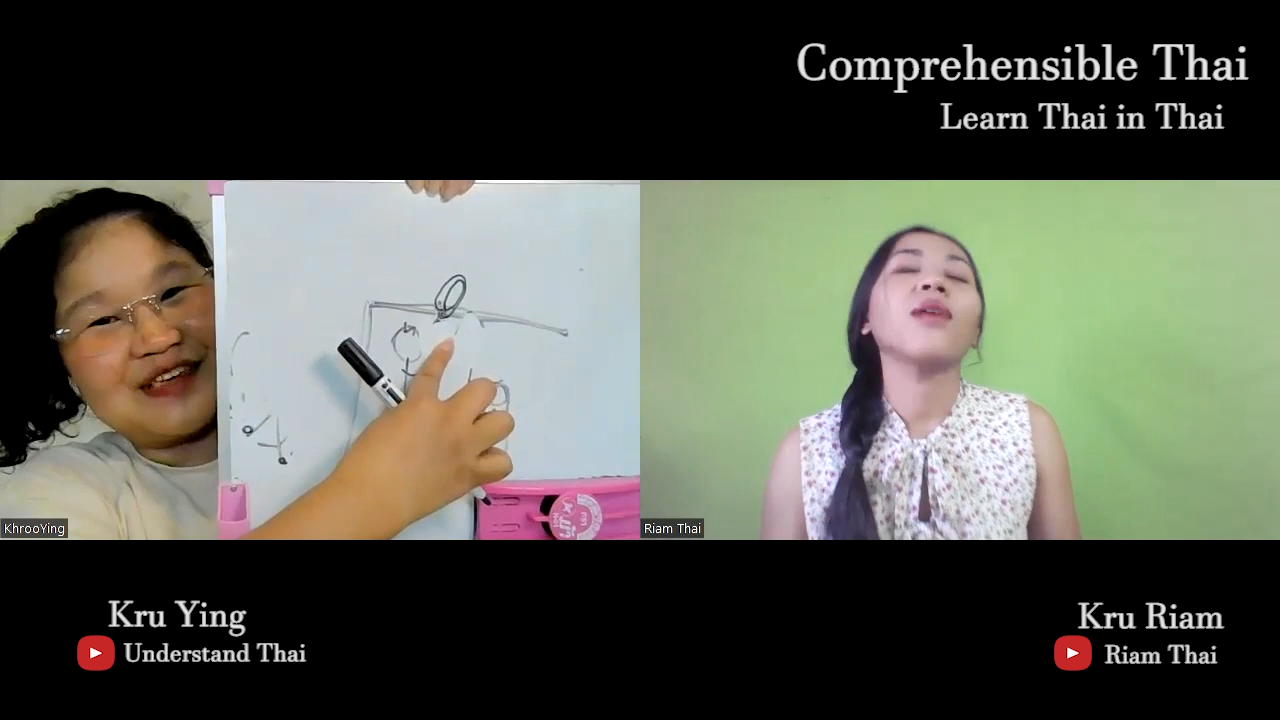 Comprehensible Thai
Learn Thai in Thai
KhrooYing
Riam Thai
Kru Ying
Understand Thai
Kru Riam
Riam Thai